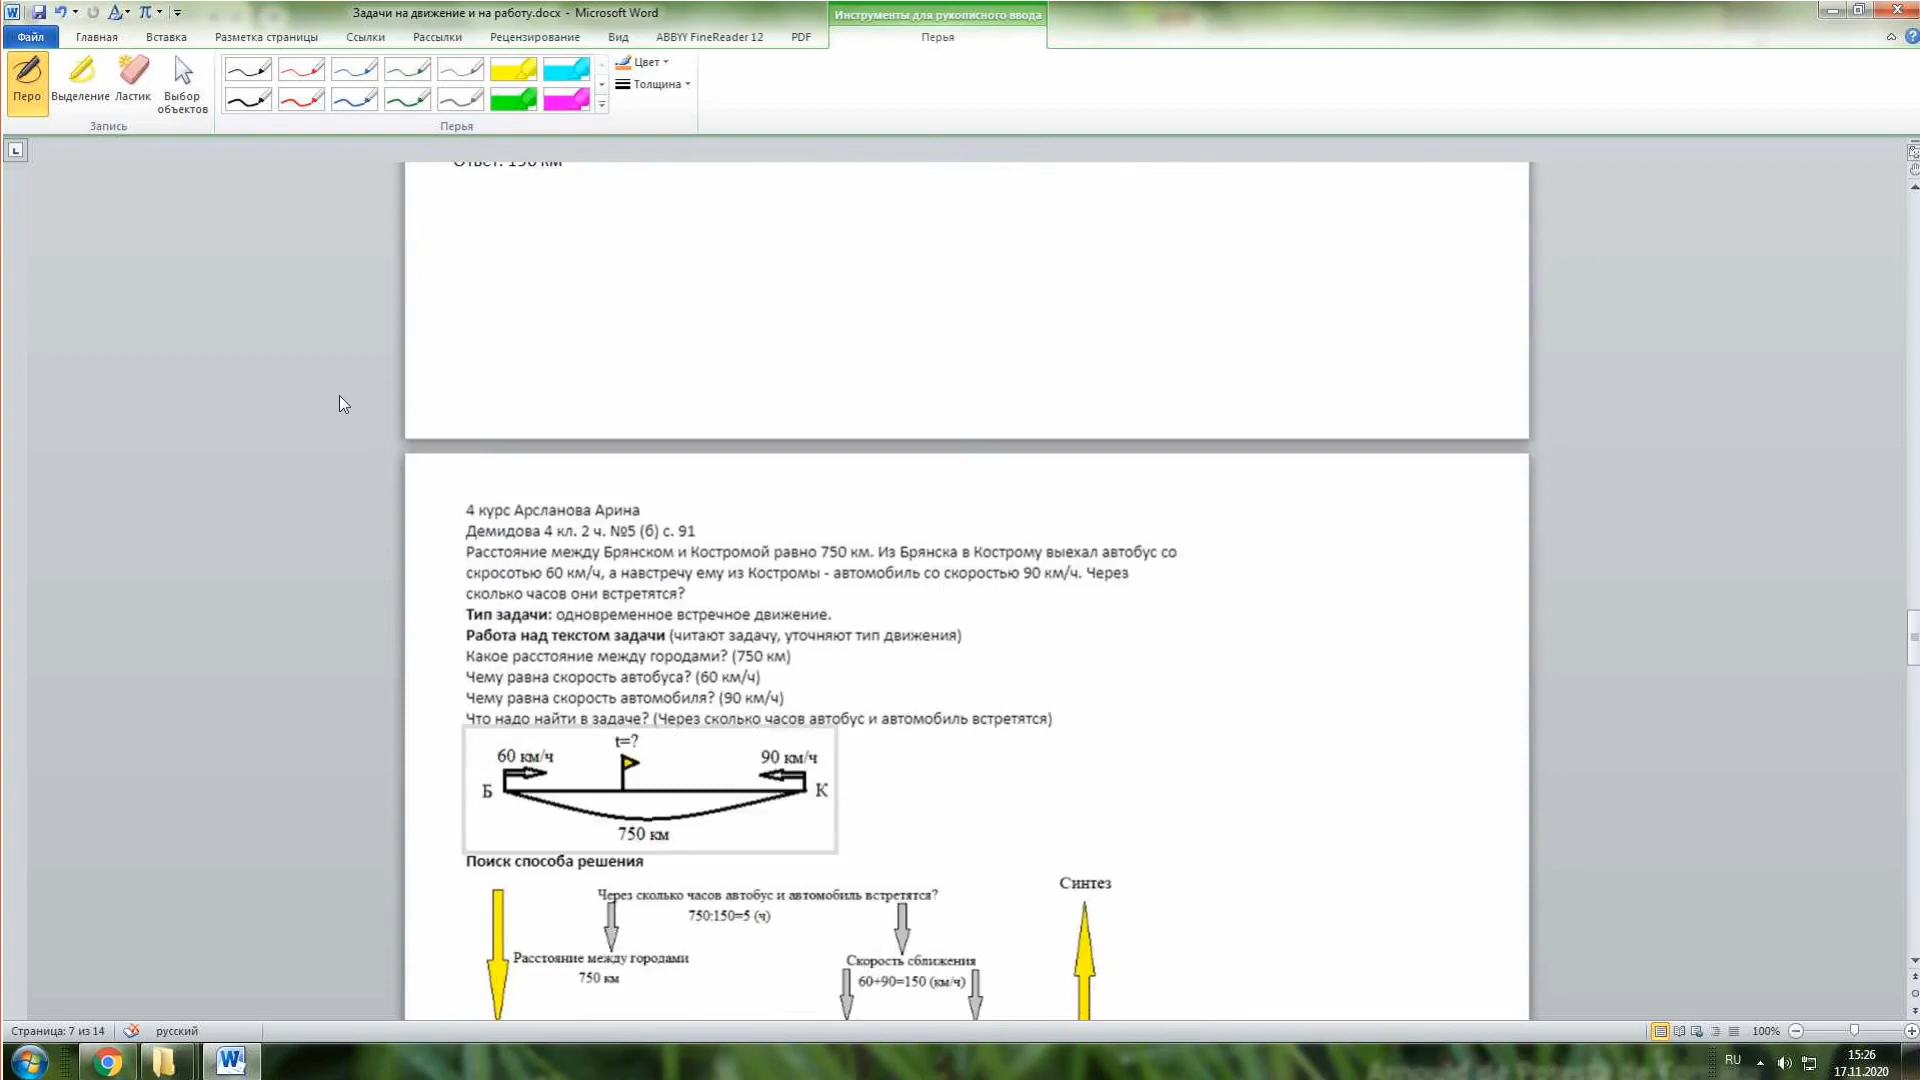 Задачи на движение и на работу.docx - Microsoft Word
Инструменты для рукописного ввода
Файл Главная Вставка Разметка страницы Ссылки Рассылки Рецензирование Вид ABBYY FineReader 12 PDF Перья
Перо Выделение Ластик Выбор объектов
Цвет
Толщина
Запись Перья
Ответ: 150 км
4 курс Арсланова Арина
Демидова 4 кл. 2 ч. №5 (б) с. 91
Расстояние между Брянском и Костромой равно 750 км. Из Брянска в Кострому выехал автобус со
скросотью 60 км/ч, а навстречу ему из Костромы - автомобиль со скоростью 90 км/ч. Через
сколько часов они встретятся?
Тип задачи: одновременное встречное движение.
Работа над текстом задачи (читают задачу, уточняют тип движения)
Какое расстояние между городами? (750 км)
Чему равна скорость автобуса? (60 км/ч)
Чему равна скорость автомобиля? (90 км/ч)
Что надо найти в задаче? (Через сколько часов автобус и автомобиль встретятся)
t=?
60 км/ч 90 км/ч
Б К
750 км
Поиск способа решения
Синтез
Через сколько часов автобус и автомобиль встретятся?
750:150=5 (ч)
Расстояние между городами
750 км
Скорость сближения
60+90=150 (км/ч)
Страница: 7 из 14 русский 100%
RU 15:26
17.11.2020